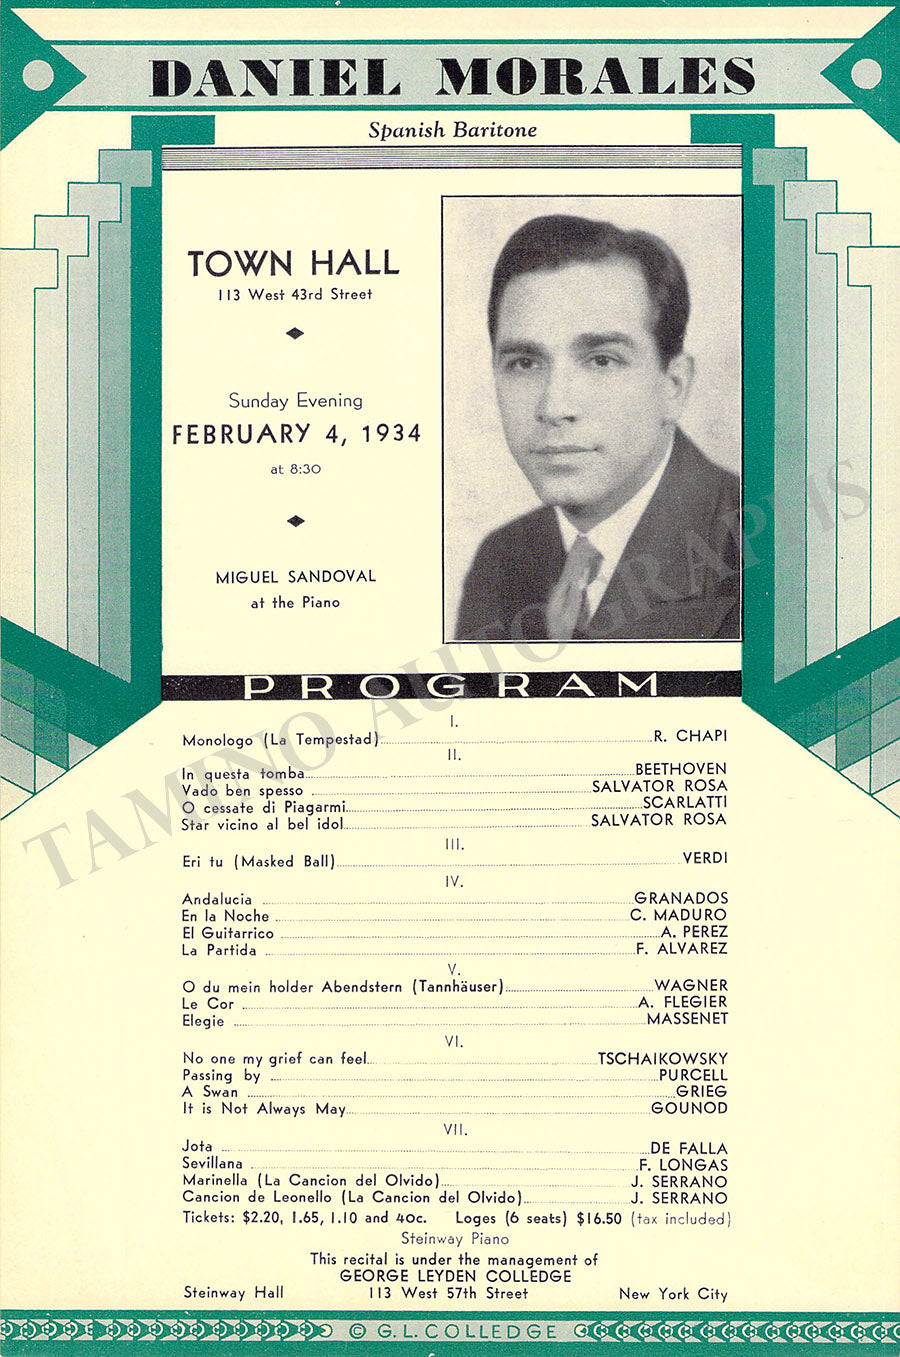 DANIEL MORALES
Spanish Baritone
TOWN HALL
113 West 43rd Street
Sunday Evening
FEBRUARY 4, 1934
at 8:30
MIGUEL SANDOVAL
at the Piano
PROGRAM
I.
Monologo (La Tempestad) R. CHAPI
II.
In questa tomba BEETHOVEN
Vado ben spesso SALVATOR ROSA
O cessate di Piagarmi SCARLATTI
Star vicino al bel idol SALVATOR ROSA
III.
Eri tu (Masked Ball) VERDI
IV.
Andalucia GRANADOS
En la Noche C. MADURO
El Guitarrico A. PEREZ
La Partida F. ALVAREZ
V.
O du mein holder Abendstern (Tannhäuser) WAGNER
Le Cor A. FLEGIER
Elegie MASSENET
VI.
No one my grief can feel TSCHAIKOWSKY
Passing by PURCELL
A Swan GRIEG
It is Not Always May GOUNOD
VII.
Jota DE FALLA
Sevillana F. LONGAS
Marinella (La Cancion del Olvido) J. SERRANO
Cancion de Leonello (La Cancion del Olvido) J. SERRANO
Tickets: $2.20, 1.65, 1.10 and 40c. Loges (6 seats) $16.50 (tax included)
Steinway Piano
This recital is under the management of
GEORGE LEYDEN COLLEDGE
Steinway Hall 113 West 57th Street New York City
© G. L. COLLEDGE
TAMINO AUTOGRAPHS